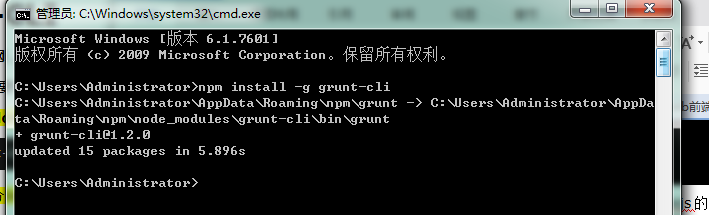 管理员: C:\Windows\system32\cmd.exe
Microsoft Windows [版本 6.1.7601]
版权所有 (c) 2009 Microsoft Corporation。保留所有权利。
C:\Users\Administrator>npm install -g grunt-cli
C:\Users\Administrator\AppData\Roaming\npm\grunt -> C:\Users\Administrator\AppDa
ta\Roaming\npm\node_modules\grunt-cli\bin\grunt
+ grunt-cli@1.2.0
updated 15 packages in 5.896s
C:\Users\Administrator>